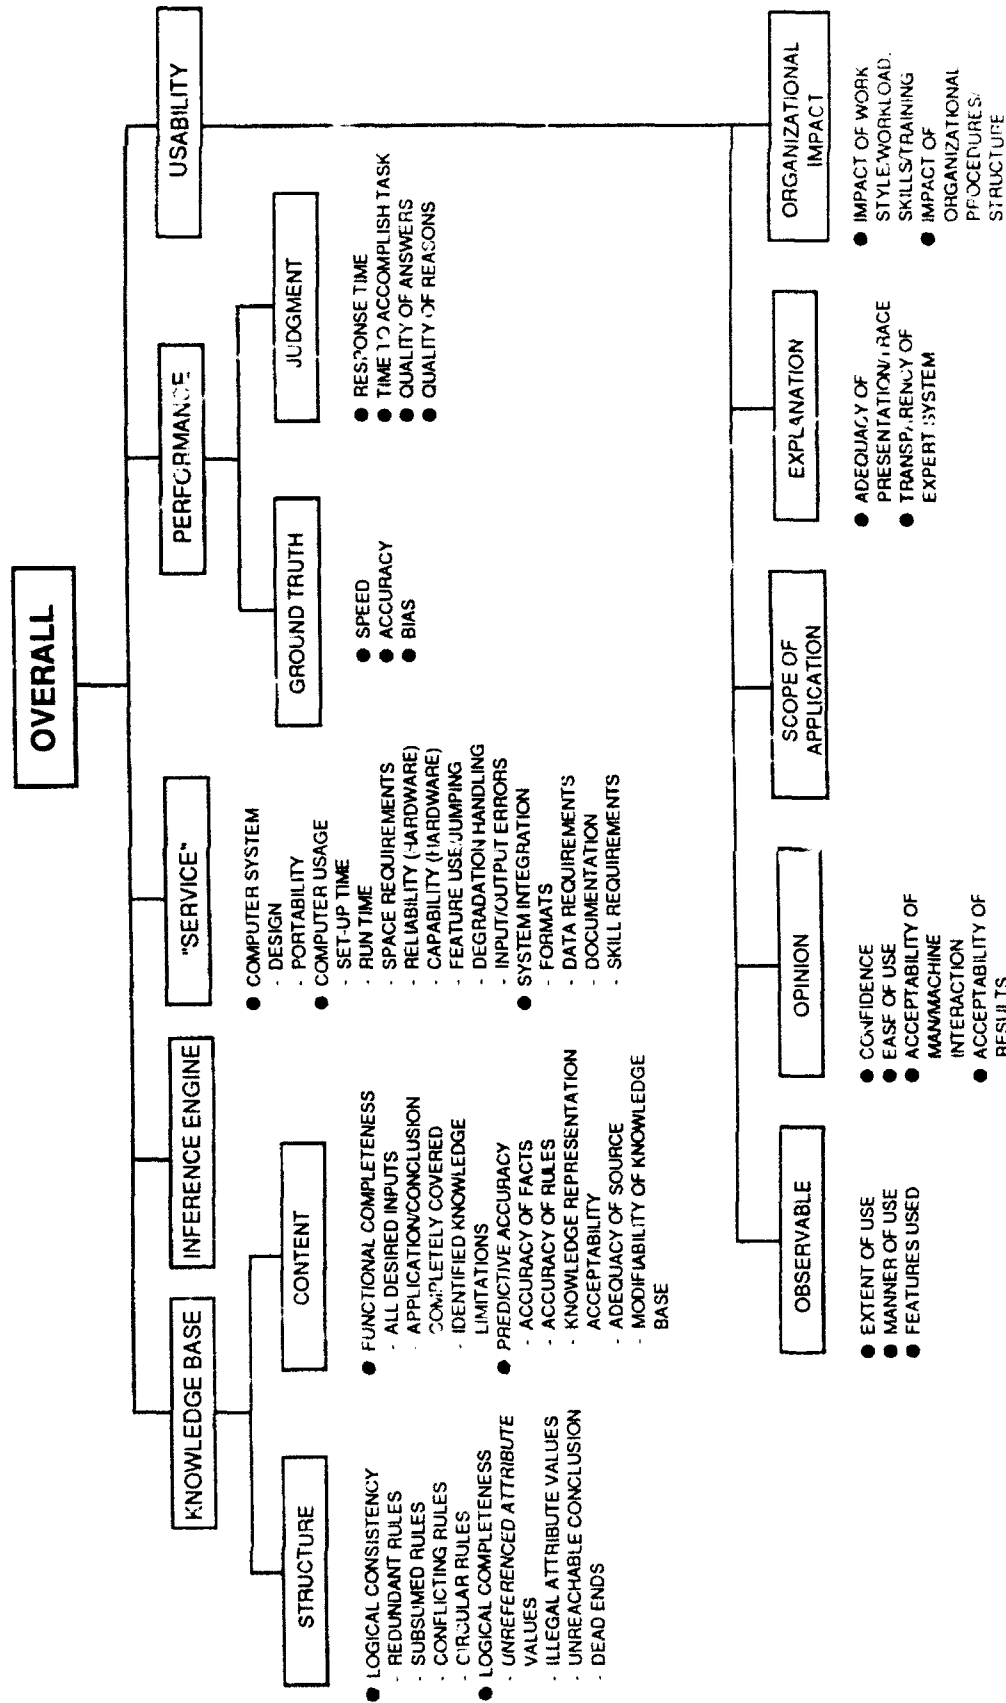 OVERALL
KNOWLEDGE BASE
INFERENCE ENGINE
"SERVICE"
PERFORMANCE
USABILITY
STRUCTURE
● LOGICAL CONSISTENCY
- REDUNDANT RULES
- SUBSUMED RULES
- CONFLICTING RULES
- CIRCULAR RULES
● LOGICAL COMPLETENESS
- UNREFERENCED ATTRIBUTE
VALUES
- ILLEGAL ATTRIBUTE VALUES
- UNREACHABLE CONCLUSION
- DEAD ENDS
CONTENT
● FUNCTIONAL COMPLETENESS
- ALL DESIRED INPUTS
- APPLICATION/CONCLUSION
COMPLETELY COVERED
- IDENTIFIED KNOWLEDGE
LIMITATIONS
● PREDICTIVE ACCURACY
- ACCURACY OF FACTS
- ACCURACY OF RULES
- KNOWLEDGE REPRESENTATION
ACCEPTABILITY
- ADEQUACY OF SOURCE
- MODIFIABILITY OF KNOWLEDGE
BASE
● COMPUTER SYSTEM
- DESIGN
- PORTABILITY
● COMPUTER USAGE
- SET-UP TIME
- RUN TIME
- SPACE REQUIREMENTS
- RELIABILITY (HARDWARE)
- CAPABILITY (HARDWARE)
- FEATURE USE/JUMPING
- DEGRADATION HANDLING
- INPUT/OUTPUT ERRORS
● SYSTEM INTEGRATION
- FORMATS
- DATA REQUIREMENTS
- DOCUMENTATION
- SKILL REQUIREMENTS
GROUND TRUTH
● SPEED
● ACCURACY
● BIAS
JUDGMENT
● RESPONSE TIME
● TIME TO ACCOMPLISH TASK
● QUALITY OF ANSWERS
● QUALITY OF REASONS
OBSERVABLE
● EXTENT OF USE
● MANNER OF USE
● FEATURES USED
OPINION
● CONFIDENCE
● EASE OF USE
● ACCEPTABILITY OF
MAN/MACHINE
INTERACTION
● ACCEPTABILITY OF
RESULTS
SCOPE OF
APPLICATION
EXPLANATION
● ADEQUACY OF
PRESENTATION/TRACE
● TRANSPARENCY OF
EXPERT SYSTEM
ORGANIZATIONAL
IMPACT
● IMPACT OF WORK
STYLE/WORKLOAD,
SKILLS/TRAINING
● IMPACT OF
ORGANIZATIONAL
PROCEDURES/
STRUCTURE